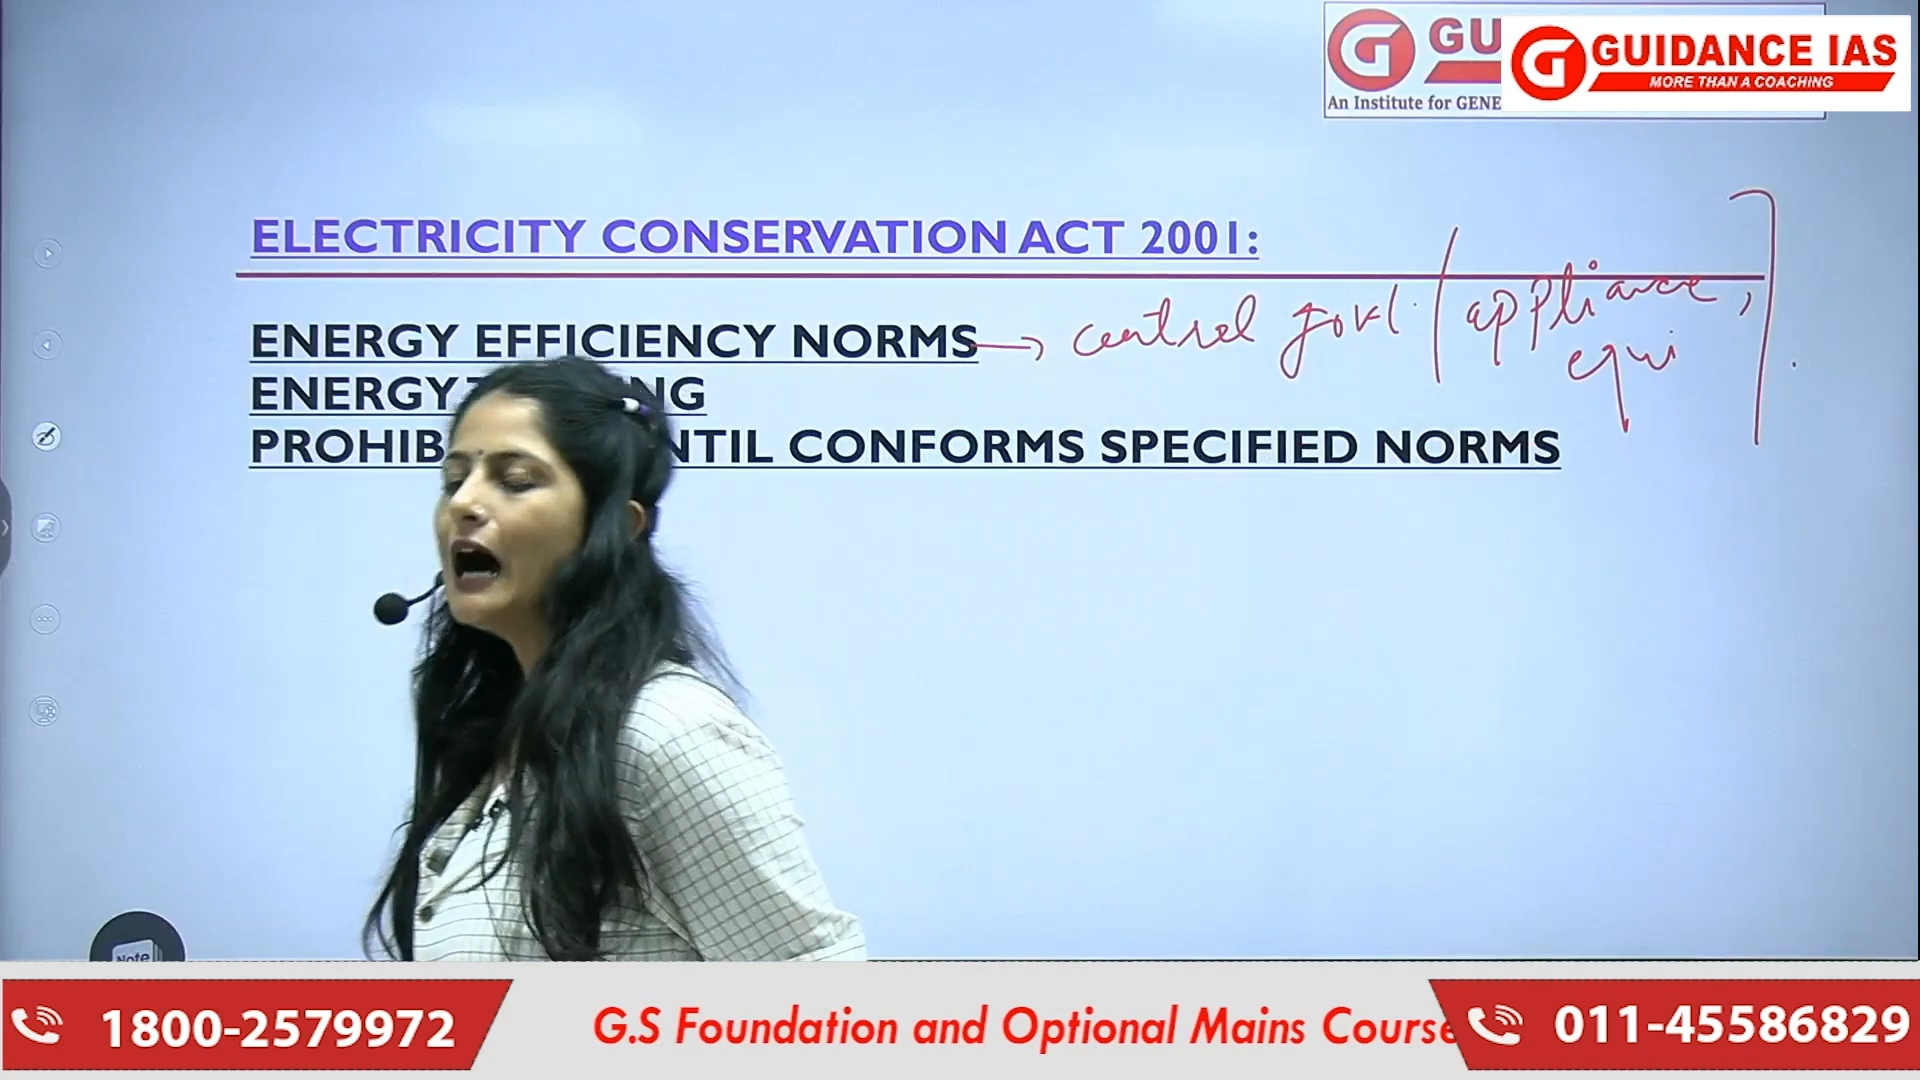 GU
An Institute for GENE
GUIDANCE IAS
MORE THAN A COACHING
ELECTRICITY CONSERVATION ACT 2001:
ENERGY EFFICIENCY NORMS → central govt. ( appliance,
equi
ENERGY
PROHIB NTIL CONFORMS SPECIFIED NORMS
Note
1800-2579972
G.S Foundation and Optional Mains Course
011-45586829